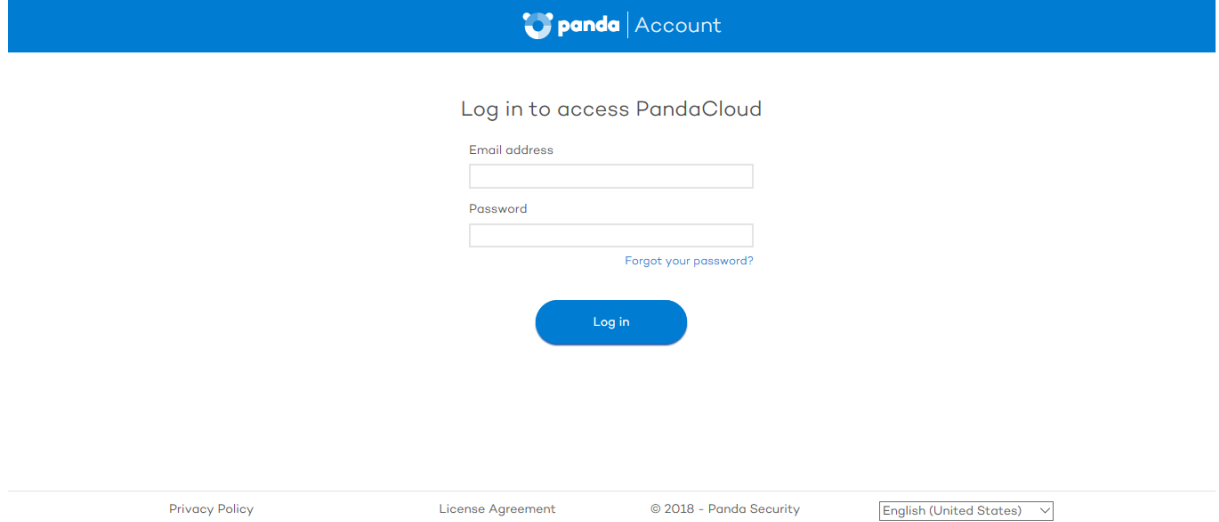 panda Account
Log in to access PandaCloud
Email address
Password
Forgot your password?
Log in
Privacy Policy License Agreement © 2018 - Panda Security English (United States)